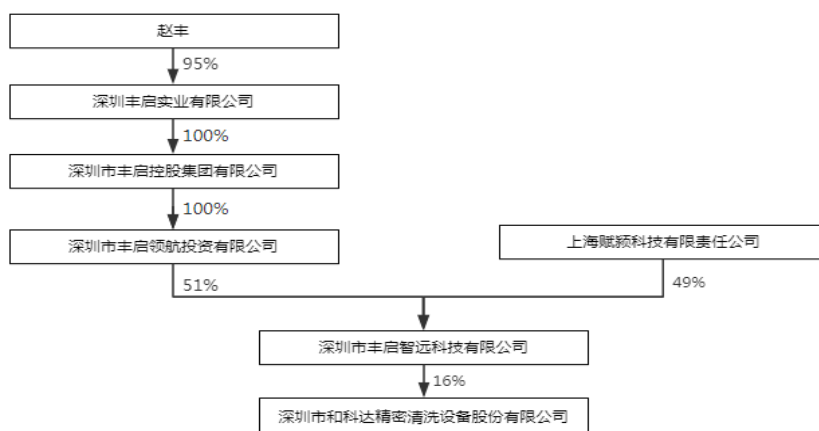 赵丰
95%
深圳丰启实业有限公司
100%
深圳市丰启控股集团有限公司
100%
深圳市丰启领航投资有限公司
上海赋颍科技有限责任公司
51%
49%
深圳市丰启智远科技有限公司
16%
深圳市和科达精密清洗设备股份有限公司